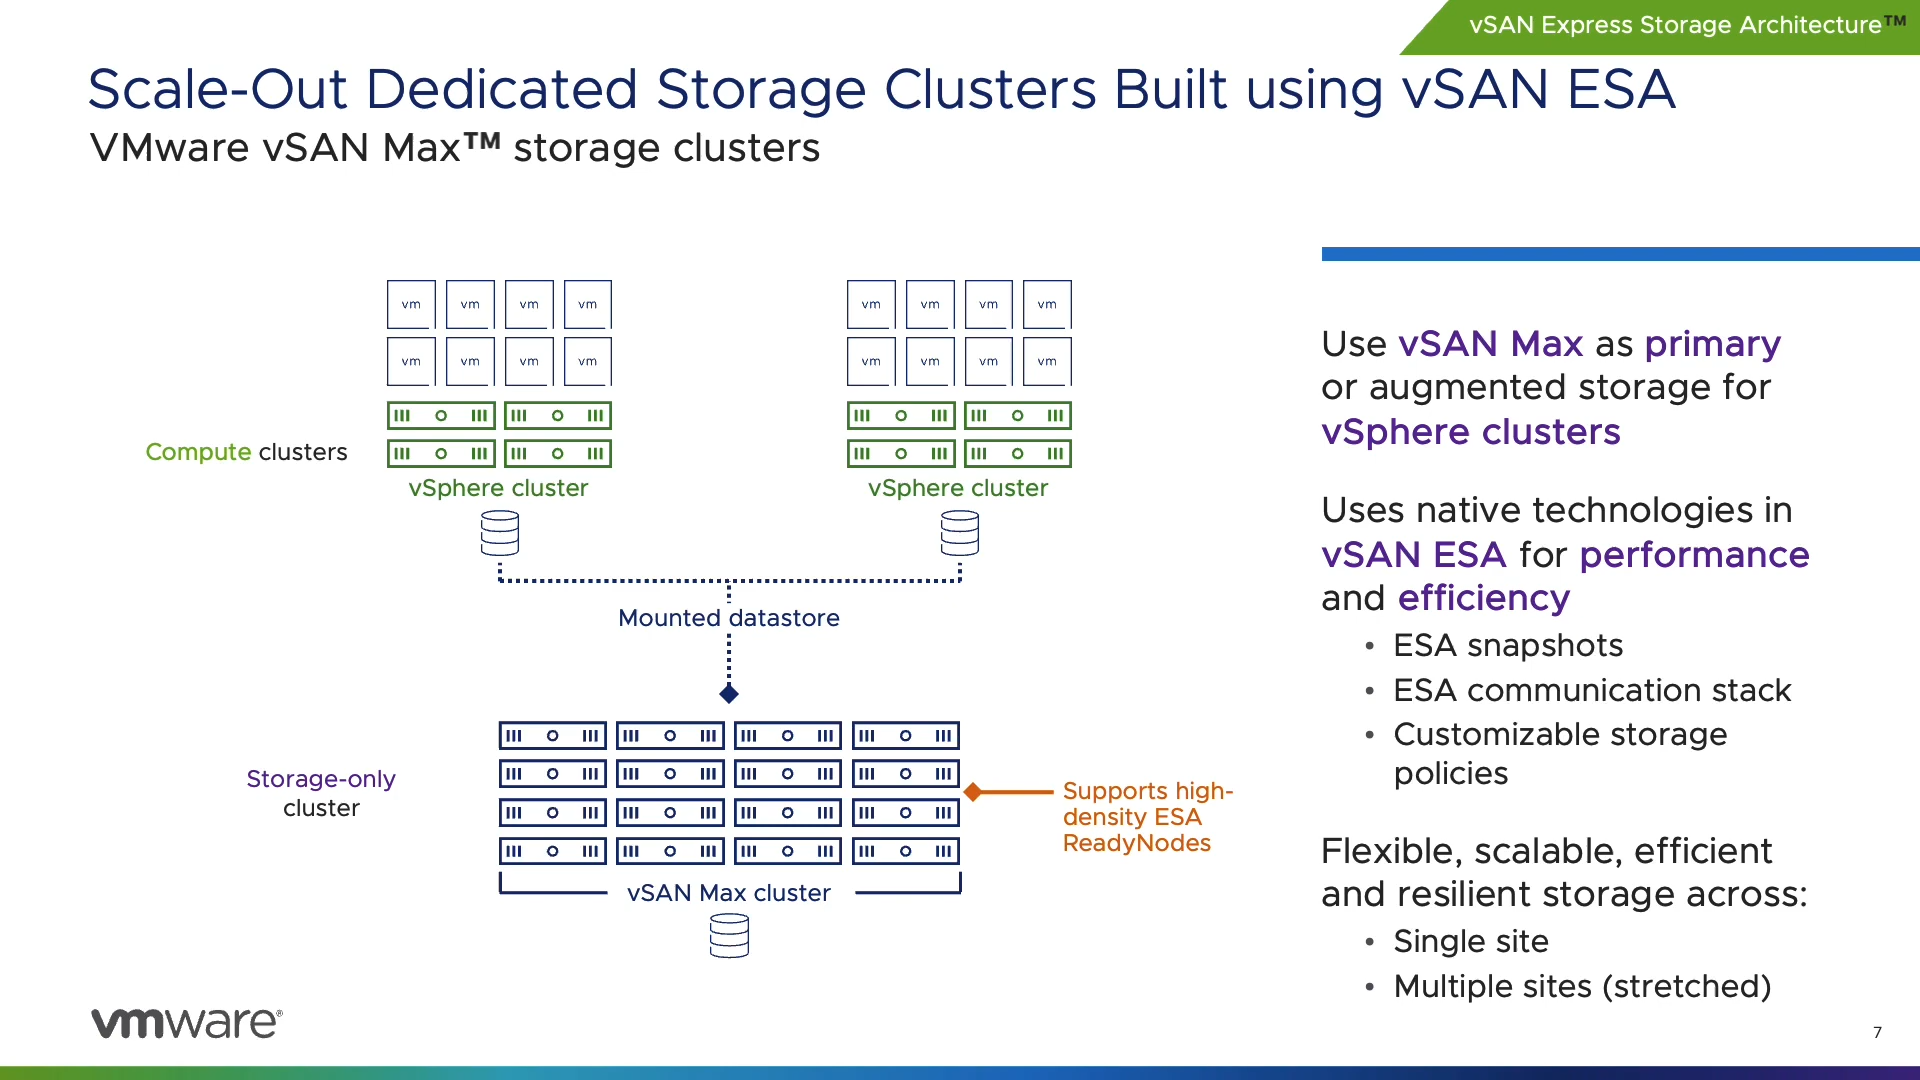 vSAN Express Storage Architecture™
Scale-Out Dedicated Storage Clusters Built using vSAN ESA
VMware vSAN Max™ storage clusters
vm vm vm vm
vm vm vm vm
vm vm vm vm
vm vm vm vm
Compute clusters
vSphere cluster
vSphere cluster
Mounted datastore
Storage-only
cluster
Supports high-
density ESA
ReadyNodes
vSAN Max cluster
Use vSAN Max as primary
or augmented storage for
vSphere clusters
Uses native technologies in
vSAN ESA for performance
and efficiency
• ESA snapshots
• ESA communication stack
• Customizable storage
policies
Flexible, scalable, efficient
and resilient storage across:
• Single site
• Multiple sites (stretched)
vmware®
7